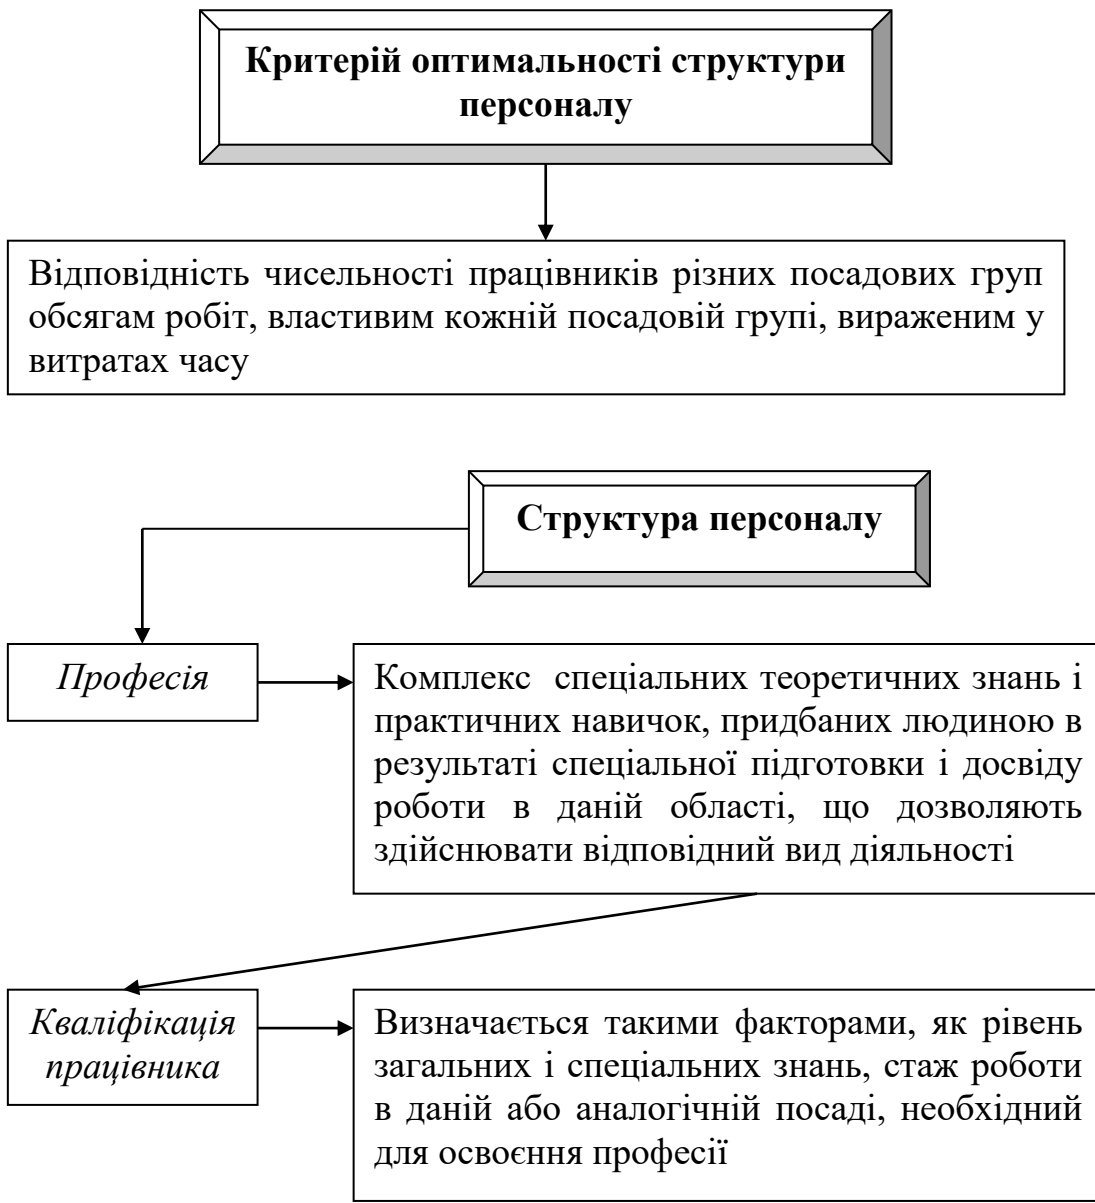 Критерій оптимальності структури
персоналу
Відповідність чисельності працівників різних посадових груп
обсягам робіт, властивим кожній посадовій групі, вираженим у
витратах часу
Структура персоналу
Професія
Комплекс спеціальних теоретичних знань і
практичних навичок, придбаних людиною в
результаті спеціальної підготовки і досвіду
роботи в даній області, що дозволяють
здійснювати відповідний вид діяльності
Кваліфікація
працівника
Визначається такими факторами, як рівень
загальних і спеціальних знань, стаж роботи
в даній або аналогічній посаді, необхідний
для освоєння професії